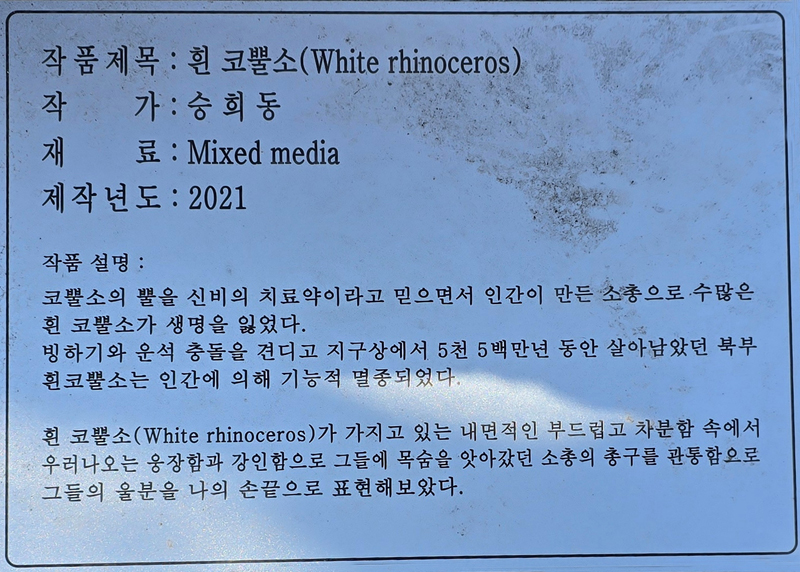 작품제목 : 흰 코뿔소(White rhinoceros)
작 가 : 승희동
재 료 : Mixed media
제작년도 : 2021
작품 설명 :
코뿔소의 뿔을 신비의 치료약이라고 믿으면서 인간이 만든 소총으로 수많은
흰 코뿔소가 생명을 잃었다.
빙하기와 운석 충돌을 견디고 지구상에서 5천 5백만년 동안 살아남았던 북부
흰코뿔소는 인간에 의해 기능적 멸종되었다.
흰 코뿔소(White rhinoceros)가 가지고 있는 내면적인 부드럽고 차분함 속에서
우러나오는 웅장함과 강인함으로 그들에 목숨을 앗아갔던 소총의 총구를 관통함으로
그들의 울분을 나의 손끝으로 표현해보았다.